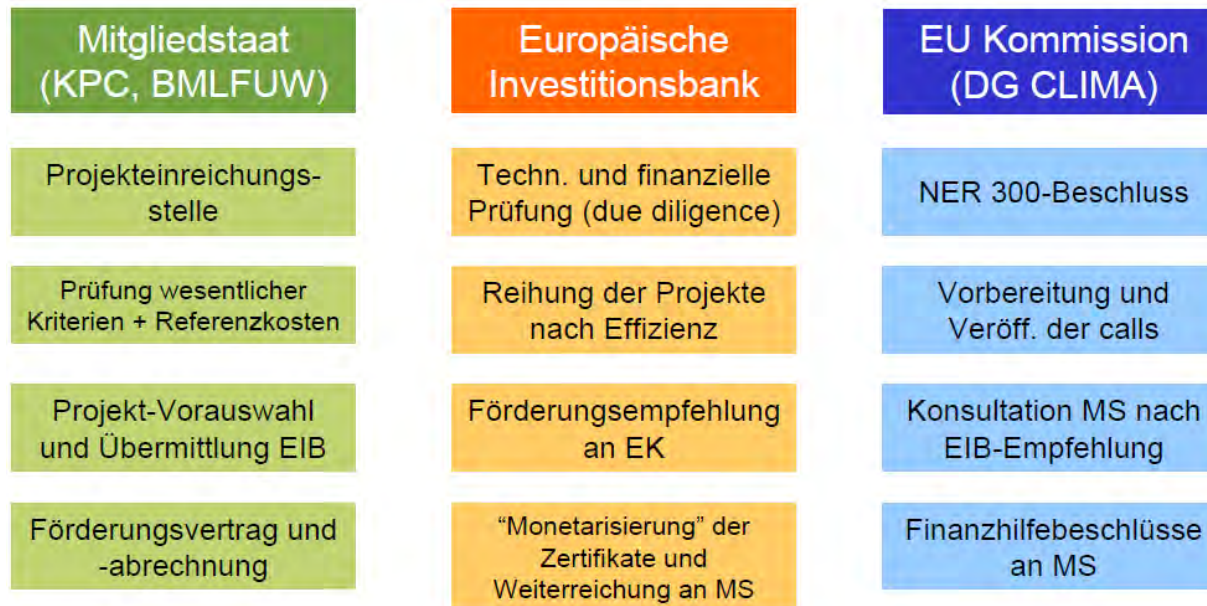 Mitgliedstaat
(KPC, BMLFUW)
Projekteinreichungs-
stelle
Prüfung wesentlicher
Kriterien + Referenzkosten
Projekt-Vorauswahl
und Übermittlung EIB
Förderungsvertrag und
-abrechnung
Europäische
Investitionsbank
Techn. und finanzielle
Prüfung (due diligence)
Reihung der Projekte
nach Effizienz
Förderungsempfehlung
an EK
“Monetarisierung” der
Zertifikate und
Weiterreichung an MS
EU Kommission
(DG CLIMA)
NER 300-Beschluss
Vorbereitung und
Veröff. der calls
Konsultation MS nach
EIB-Empfehlung
Finanzhilfebeschlüsse
an MS